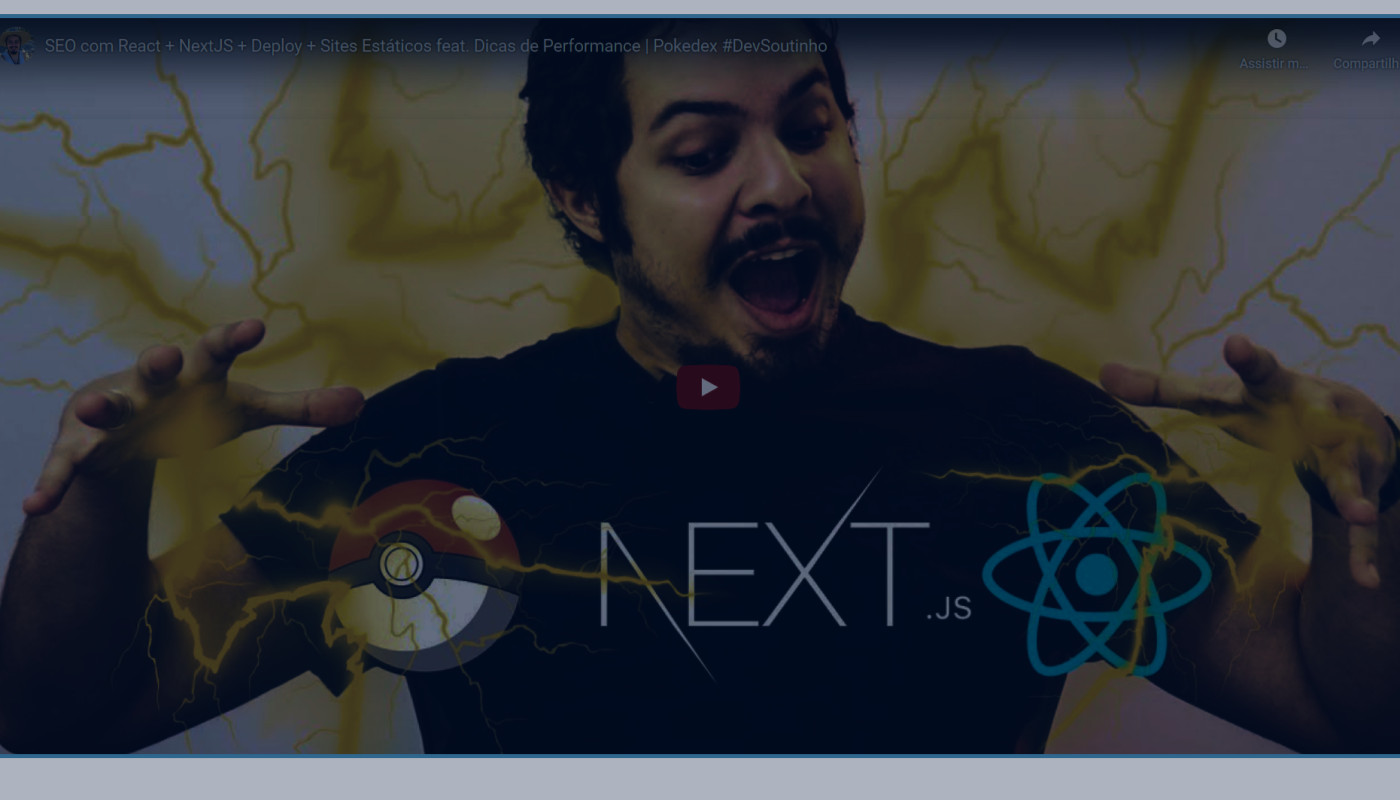 SEO com React + NextJS + Deploy + Sites Estáticos feat. Dicas de Performance | Pokedex #DevSoutinho
Assistir m...
Compartilh
NEXT
.JS